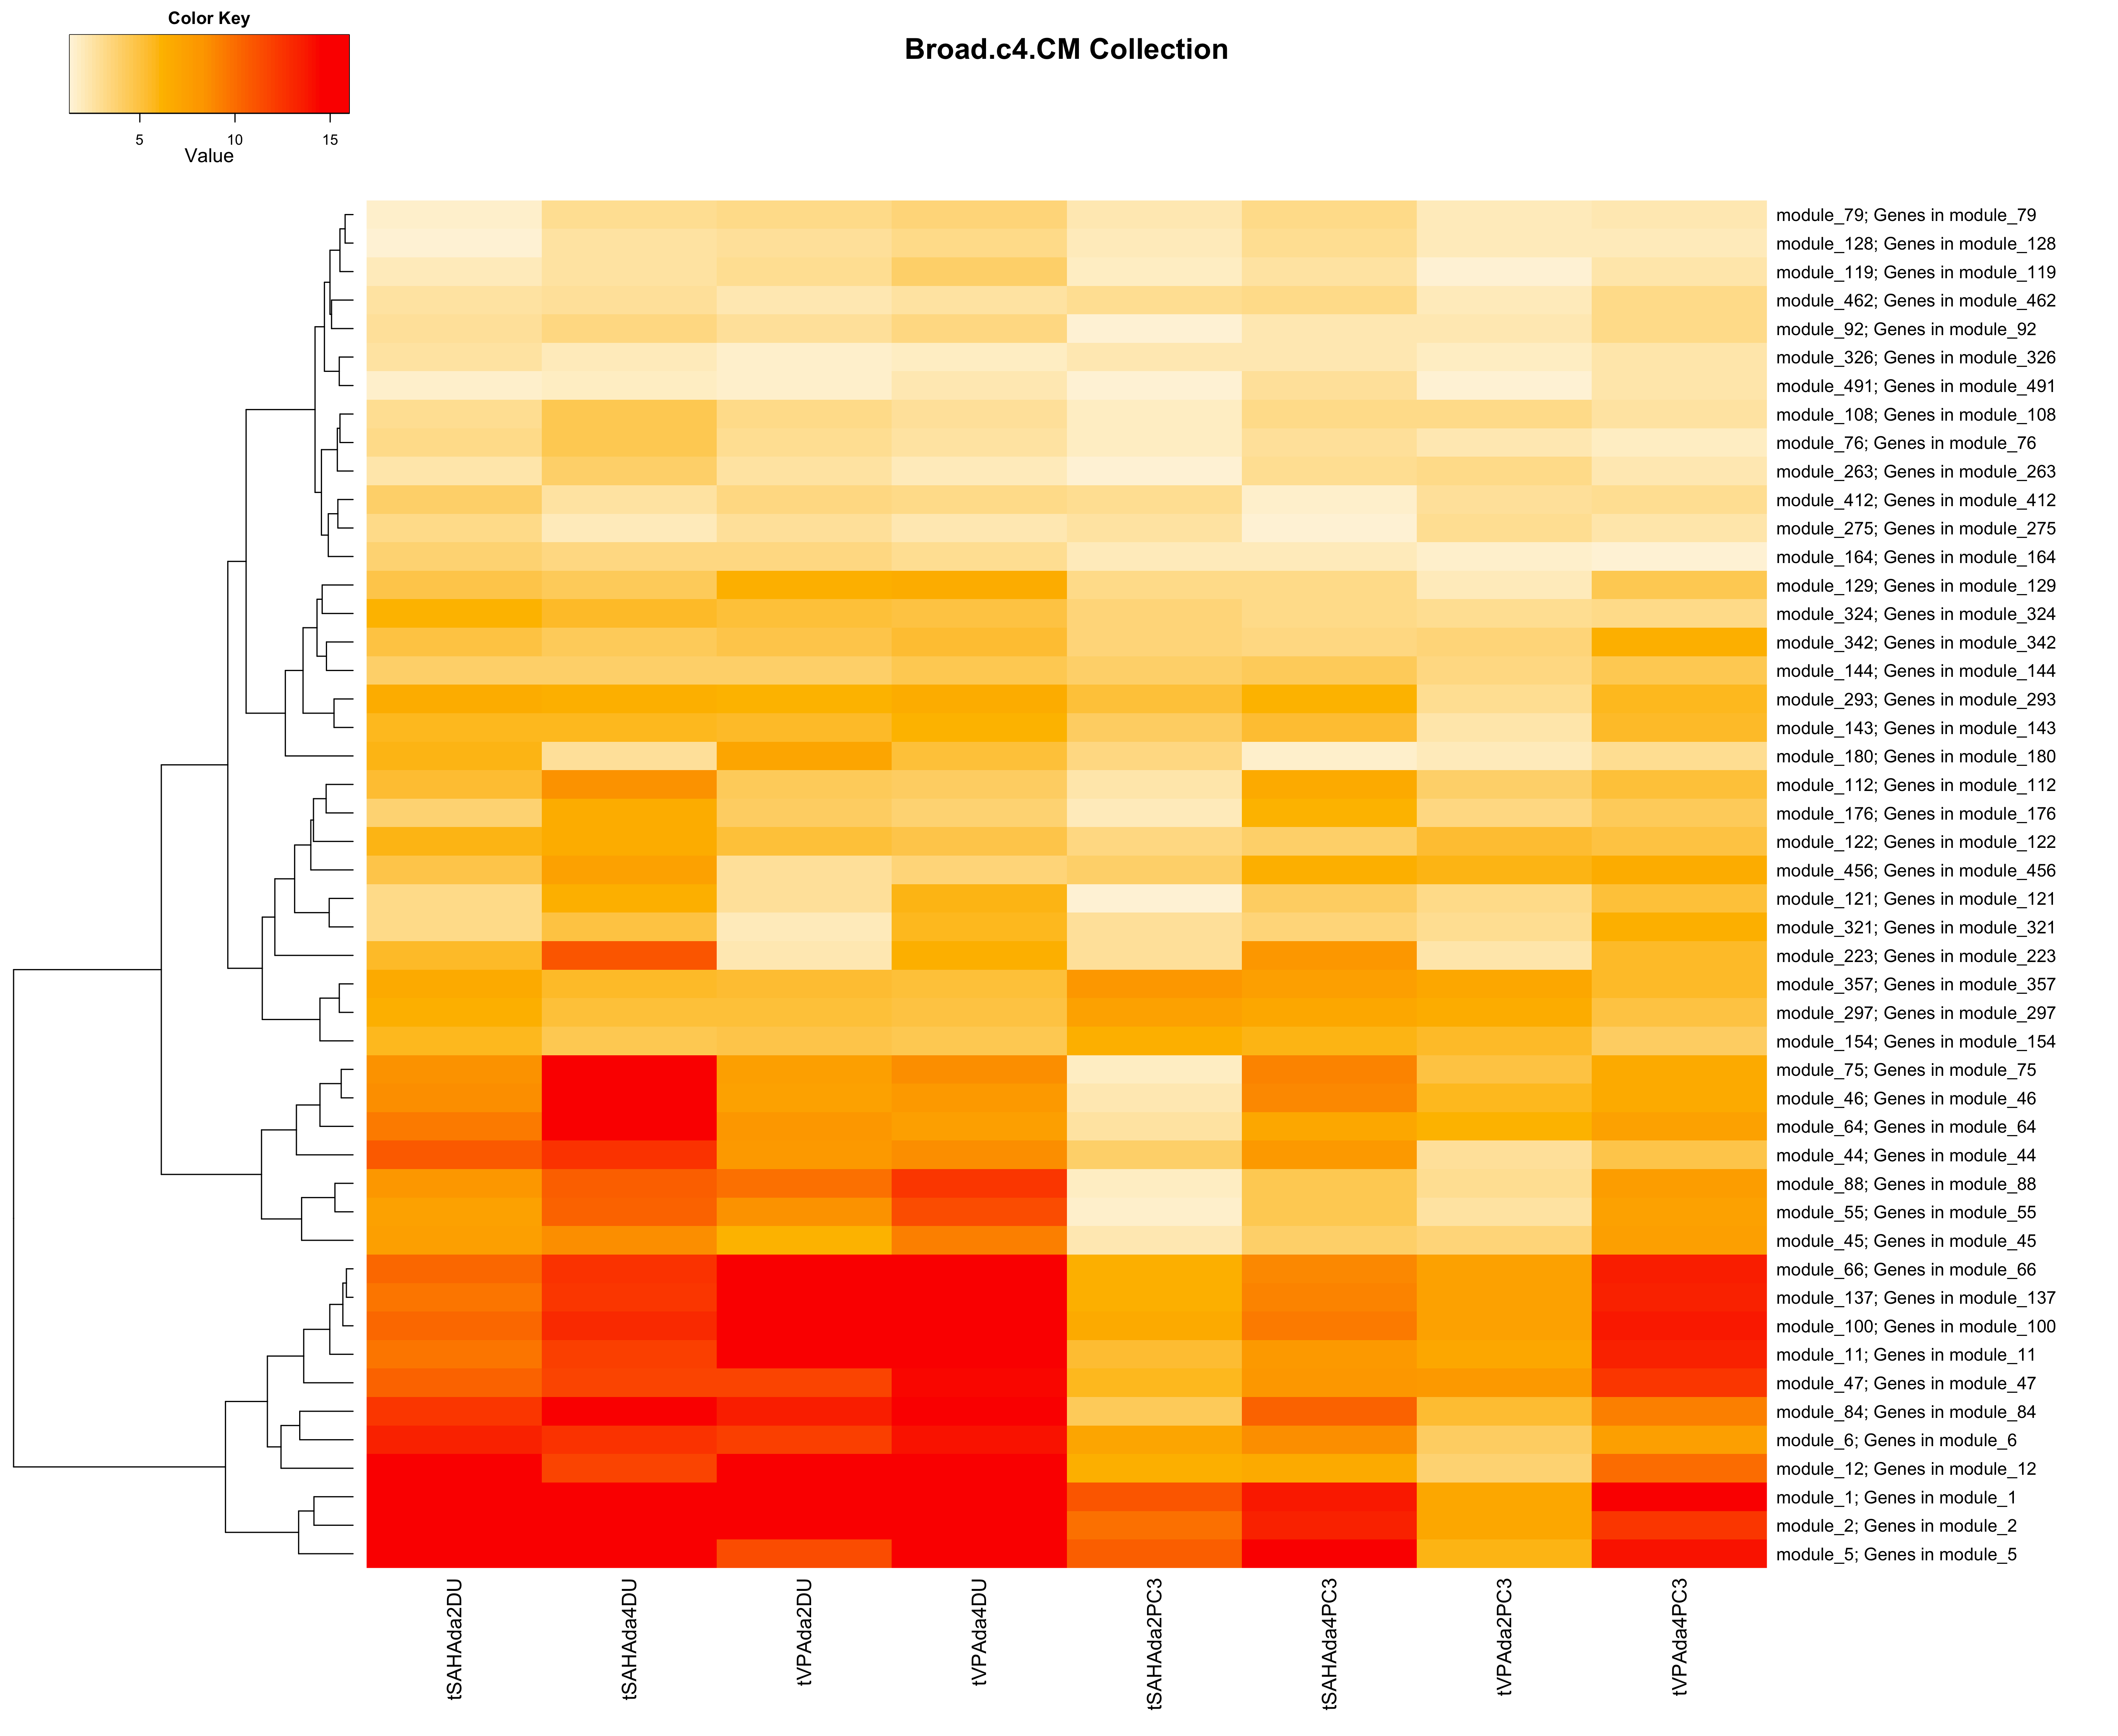 Color Key
Broad.c4.CM Collection
5 10 15
Value
module_79; Genes in module_79
module_128; Genes in module_128
module_119; Genes in module_119
module_462; Genes in module_462
module_92; Genes in module_92
module_326; Genes in module_326
module_491; Genes in module_491
module_108; Genes in module_108
module_76; Genes in module_76
module_263; Genes in module_263
module_412; Genes in module_412
module_275; Genes in module_275
module_164; Genes in module_164
module_129; Genes in module_129
module_324; Genes in module_324
module_342; Genes in module_342
module_144; Genes in module_144
module_293; Genes in module_293
module_143; Genes in module_143
module_180; Genes in module_180
module_112; Genes in module_112
module_176; Genes in module_176
module_122; Genes in module_122
module_456; Genes in module_456
module_121; Genes in module_121
module_321; Genes in module_321
module_223; Genes in module_223
module_357; Genes in module_357
module_297; Genes in module_297
module_154; Genes in module_154
module_75; Genes in module_75
module_46; Genes in module_46
module_64; Genes in module_64
module_44; Genes in module_44
module_88; Genes in module_88
module_55; Genes in module_55
module_45; Genes in module_45
module_66; Genes in module_66
module_137; Genes in module_137
module_100; Genes in module_100
module_11; Genes in module_11
module_47; Genes in module_47
module_84; Genes in module_84
module_6; Genes in module_6
module_12; Genes in module_12
module_1; Genes in module_1
module_2; Genes in module_2
module_5; Genes in module_5
tSAHAda2DU
tSAHAda4DU
tVPAda2DU
tVPAda4DU
tSAHAda2PC3
tSAHAda4PC3
tVPAda2PC3
tVPAda4PC3